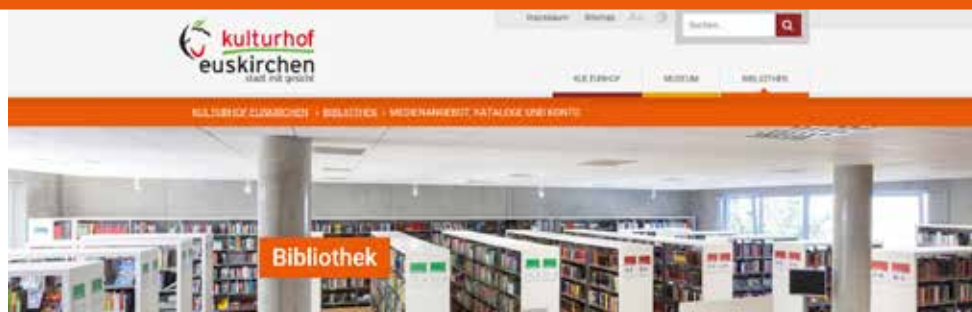 Impressum Sitemap
Suchen...
kulturhof
euskirchen
stadt mit gesicht
KULTURHOF MUSEUM BIBLIOTHEK
KULTURHOF EUSKIRCHEN › BIBLIOTHEK › MEDIENANGEBOT, KATALOGE UND KONTO
Bibliothek